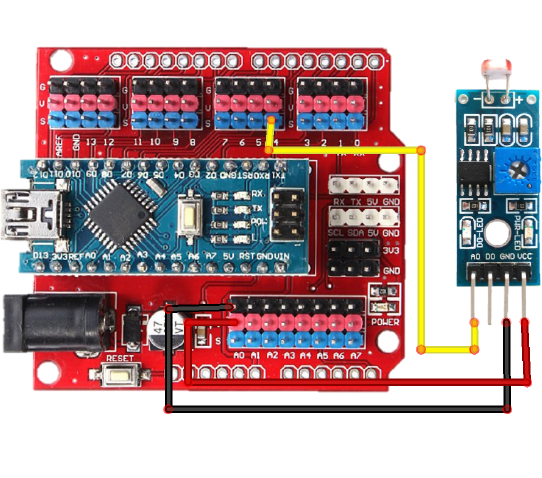 G G G G
V V V V
S S S S
AREF GND 13 12 11 10 9 8 7 6 5 4 3 2 1 0
D12 D11 D10 D9 D8 D7 D6 D5 D4 D3 D2 GND RST RX0 TX1
RX
TX
POW
L
RX TX 5V GND
SCL SDA 5V GND
D13 3V3 REF A0 A1 A2 A3 A4 A5 A6 A7 5V RST GND VIN
3V3
GND
POWER
47
VT
S
A0 A1 A2 A3 A4 A5 A6 A7
RESET
- +
DO-LED
PWR-LED
AO DO GND VCC